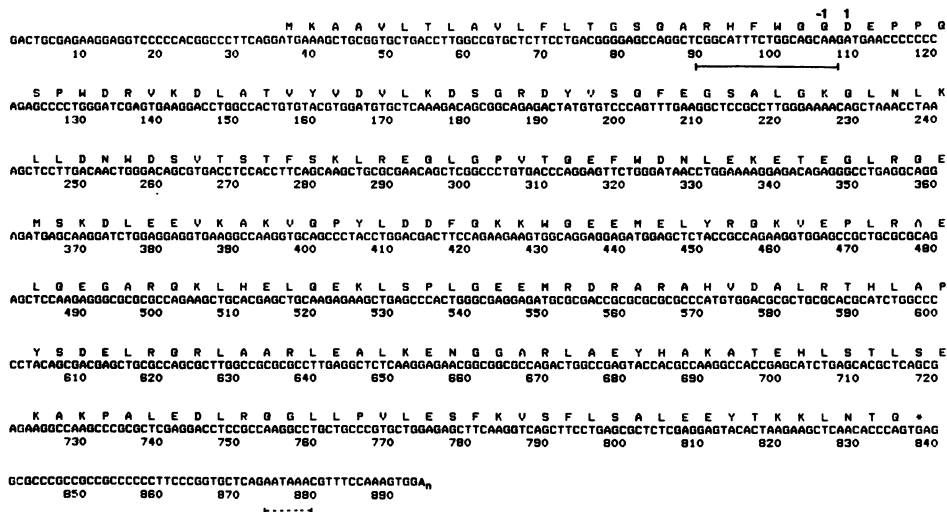 -1 1
M K A A V L T L A V L F L T G S Q A R H F W Q Q D E P P Q
GACTGCGAGAAGGAGGTCCCCCACGGCCCTTCAGGATGAAAGCTGCGGTGCTGACCTTGGCCGTGCTCTTCCTGACGGGGAGCCAGGCTCGGCATTTCTGGCAGCAAGATGAACCCCCCC
10 20 30 40 50 60 70 80 90 100 110 120
S P W D R V K D L A T V Y V D V L K D S G R D Y V S Q F E G S A L G K Q L N L K
AGAGCCCCTGGGATCGAGTGAAGGACCTGGCCACTGTGTACGTGGATGTGCTCAAAGACAGCGGCAGAGACTATGTGTCCCAGTTTGAAGGCTCCGCCTTGGGAAAACAGCTAAACCTAA
130 140 150 160 170 180 190 200 210 220 230 240
L L D N W D S V T S T F S K L R E Q L G P V T Q E F W D N L E K E T E G L R Q E
AGCTCCTTGACAACTGGGACAGCGTGACCTCCACCTTCAGCAAGCTGCGCGAACAGCTCGGCCCTGTGACCCAGGAGTTCTGGGATAACCTGGAAAAGGAGACAGAGGGCCTGAGGCAGG
250 260 270 280 290 300 310 320 330 340 350 360
M S K D L E E V K A K V Q P Y L D D F Q K K W Q E E M E L Y R Q K V E P L R A E
AGATGAGCAAGGATCTGGAGGAGGTGAAGGCCAAGGTGCAGCCCTACCTGGACGACTTCCAGAAGAAGTGGCAGGAGGAGATGGAGCTCTACCGCCAGAAGGTGGAGCCGCTGCGCGCAG
370 380 390 400 410 420 430 440 450 460 470 480
L Q E G A R Q K L H E L Q E K L S P L G E E M R D R A R A H V D A L R T H L A P
AGCTCCAAGAGGGCGCGCGCCAGAAGCTGCACGAGCTGCAAGAGAAGCTGAGCCCACTGGGCGAGGAGATGCGCGACCGCGCGCGCGCCCATGTGGACGCGCTGCGCACGCATCTGGCCC
490 500 510 520 530 540 550 560 570 580 590 600
Y S D E L R Q R L A A R L E A L K E N G G A R L A E Y H A K A T E H L S T L S E
CCTACAGCGACGAGCTGCGCCAGCGCTTGGCCGCGCGCCTTGAGGCTCTCAAGGAGAACGGCGGCGCCAGACTGGCCGAGTACCACGCCAAGGCCACCGAGCATCTGAGCACGCTCAGCG
610 620 630 640 650 660 670 680 690 700 710 720
K A K P A L E D L R Q G L L P V L E S F K V S F L S A L E E Y T K K L N T Q *
AGAAGGCCAAGCCCGCGCTCGAGGACCTCCGCCAAGGCCTGCTGCCCGTGCTGGAGAGCTTCAAGGTCAGCTTCCTGAGCGCTCTCGAGGAGTACACTAAGAAGCTCAACACCCAGTGAG
730 740 750 760 770 780 790 800 810 820 830 840
GCGCCCGCCGCCGCCCCCCTTCCCGGTGCTCAGAATAAACGTTTCCAAAGTGGAn
850 860 870 880 890